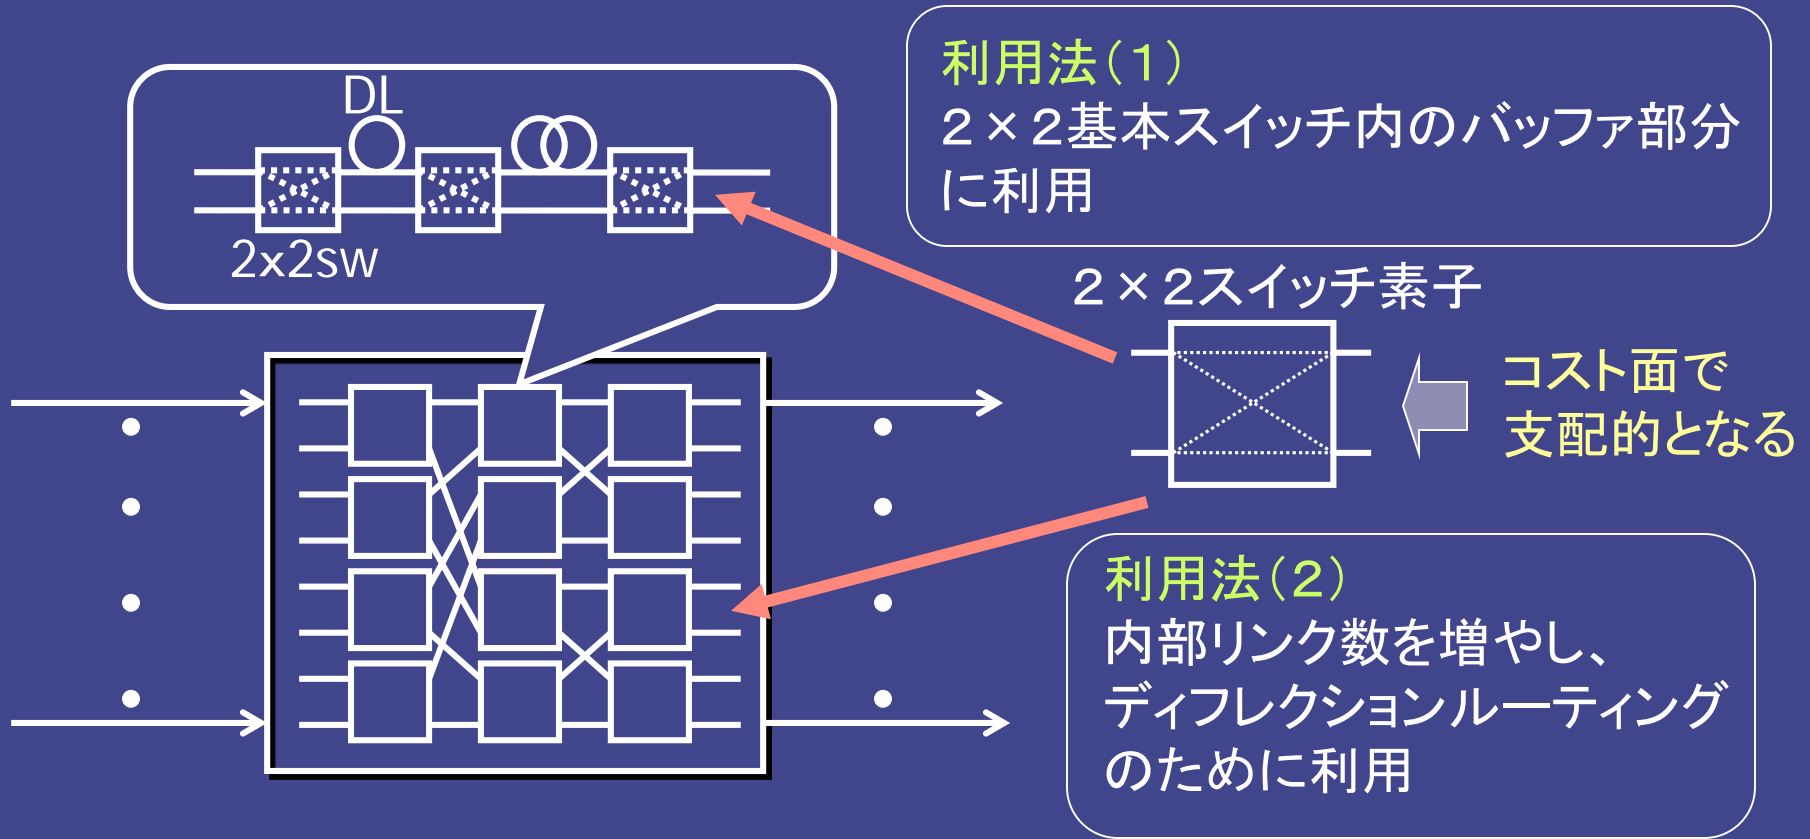 DL
2x2sw
利用法（１）
２×２基本スイッチ内のバッファ部分
に利用
２×２スイッチ素子
コスト面で
支配的となる
利用法（２）
内部リンク数を増やし、
ディフレクションルーティング
のために利用